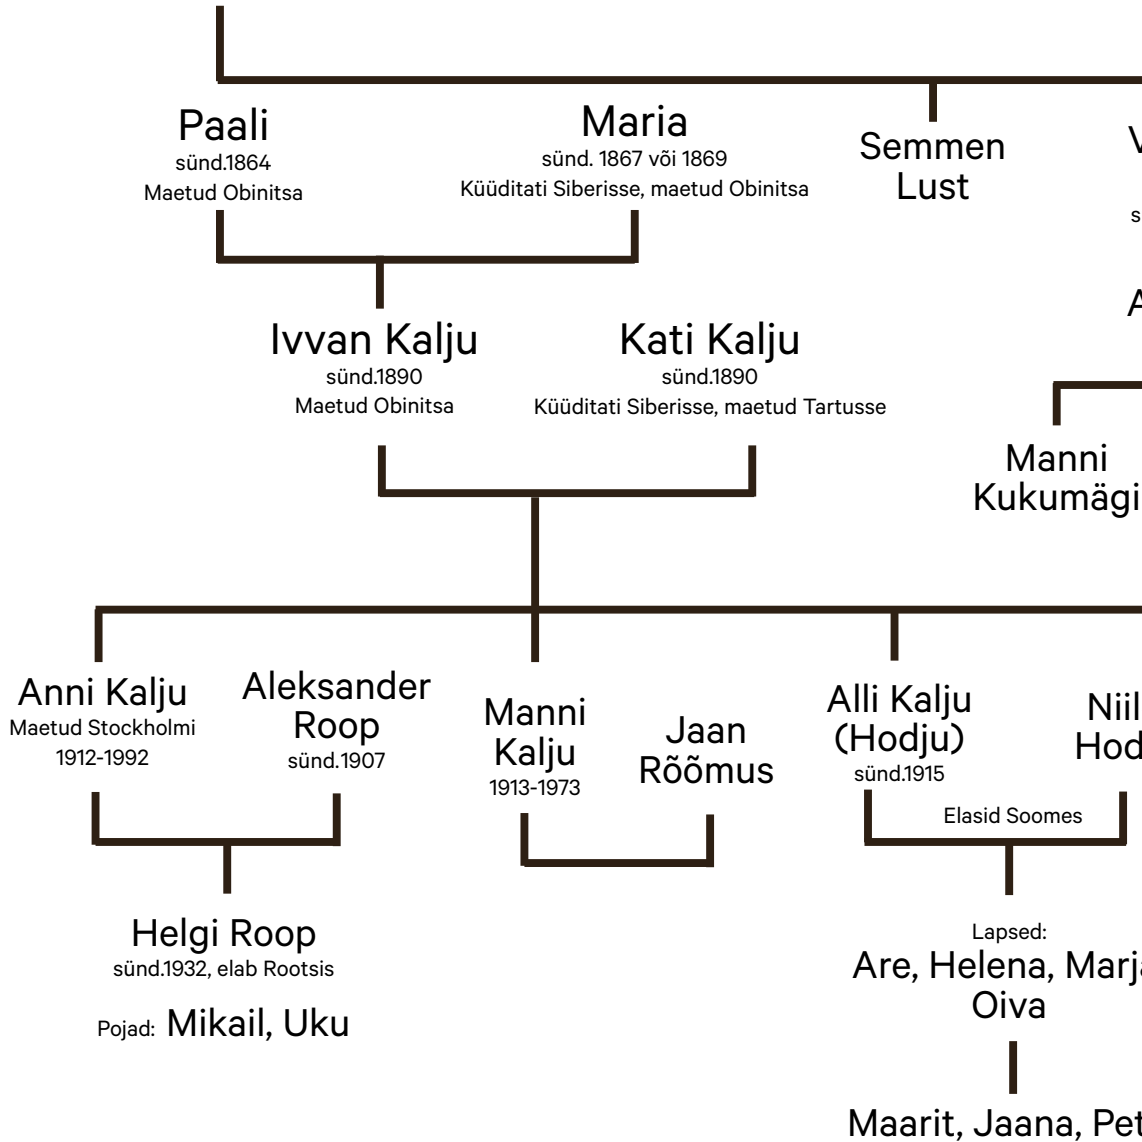 Paali
sünd.1864
Maetud Obinitsa
Maria
sünd. 1867 või 1869
Küüditati Siberisse, maetud Obinitsa
Semmen
Lust
Ivvan Kalju
sünd.1890
Maetud Obinitsa
Kati Kalju
sünd.1890
Küüditati Siberisse, maetud Tartusse
Manni
Kukumägi
Anni Kalju
Maetud Stockholmi
1912-1992
Aleksander
Roop
sünd.1907
Manni
Kalju
1913-1973
Jaan
Rõõmus
Alli Kalju
(Hodju)
sünd.1915
Elasid Soomes
Helgi Roop
sünd.1932, elab Rootsis
Pojad: Mikail, Uku
Lapsed:
Are, Helena,
Oiva
Maarit, Jaana,